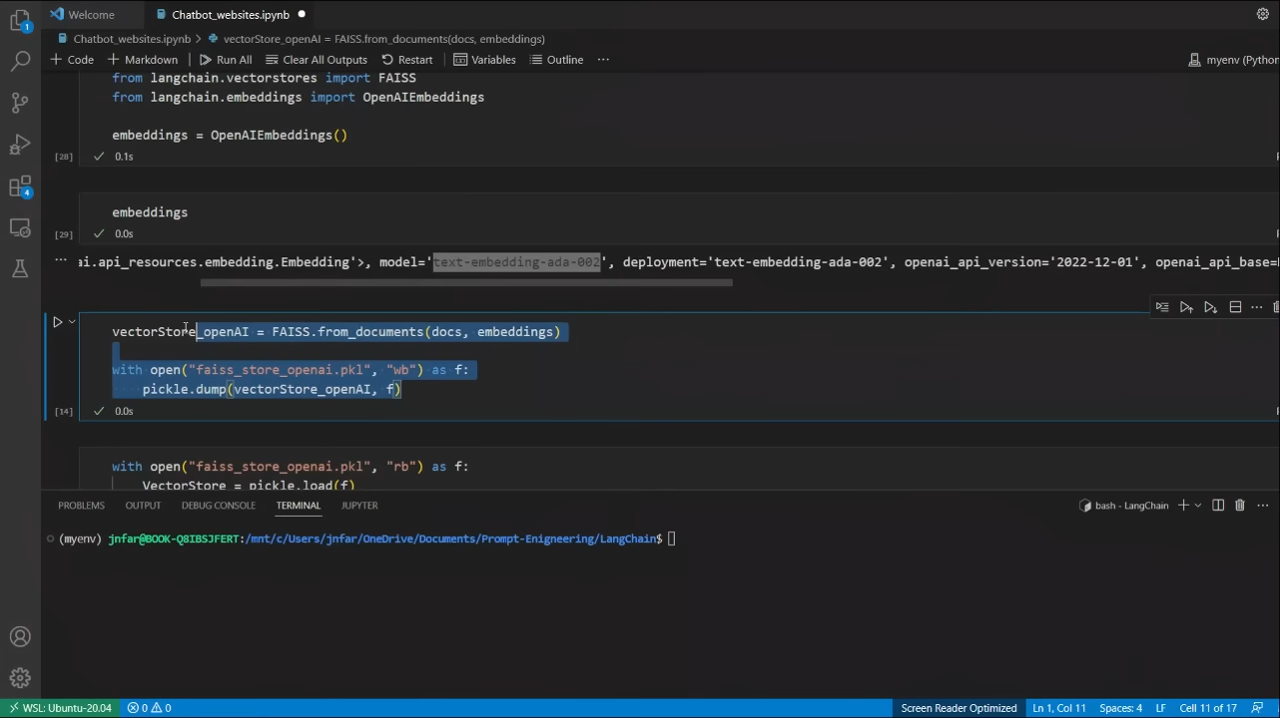 Welcome
Chatbot_websites.ipynb
Chatbot_websites.ipynb > vectorStore_openAI = FAISS.from_documents(docs, embeddings)
+ Code + Markdown Run All Clear All Outputs Restart Variables Outline ... myenv (Python
from langchain.vectorstores import FAISS
from langchain.embeddings import OpenAIEmbeddings
embeddings = OpenAIEmbeddings()
[28] 0.1s
embeddings
[29] 0.0s
... ai.api_resources.embedding.Embedding'>, model='text-embedding-ada-002', deployment='text-embedding-ada-002', openai_api_version='2022-12-01', openai_api_base=
vectorStore_openAI = FAISS.from_documents(docs, embeddings)
with open("faiss_store_openai.pkl", "wb") as f:
pickle.dump(vectorStore_openAI, f)
[14] 0.0s
with open("faiss_store_openai.pkl", "rb") as f:
VectorStore = pickle.load(f)
PROBLEMS OUTPUT DEBUG CONSOLE TERMINAL JUPYTER bash - LangChain
(myenv) jnfar@BOOK-Q8IBSJFERT:/mnt/c/Users/jnfar/OneDrive/Documents/Prompt-Enigneering/LangChain$
1
4
WSL: Ubuntu-20.04 0 0 Screen Reader Optimized Ln 1, Col 11 Spaces: 4 LF Cell 11 of 17